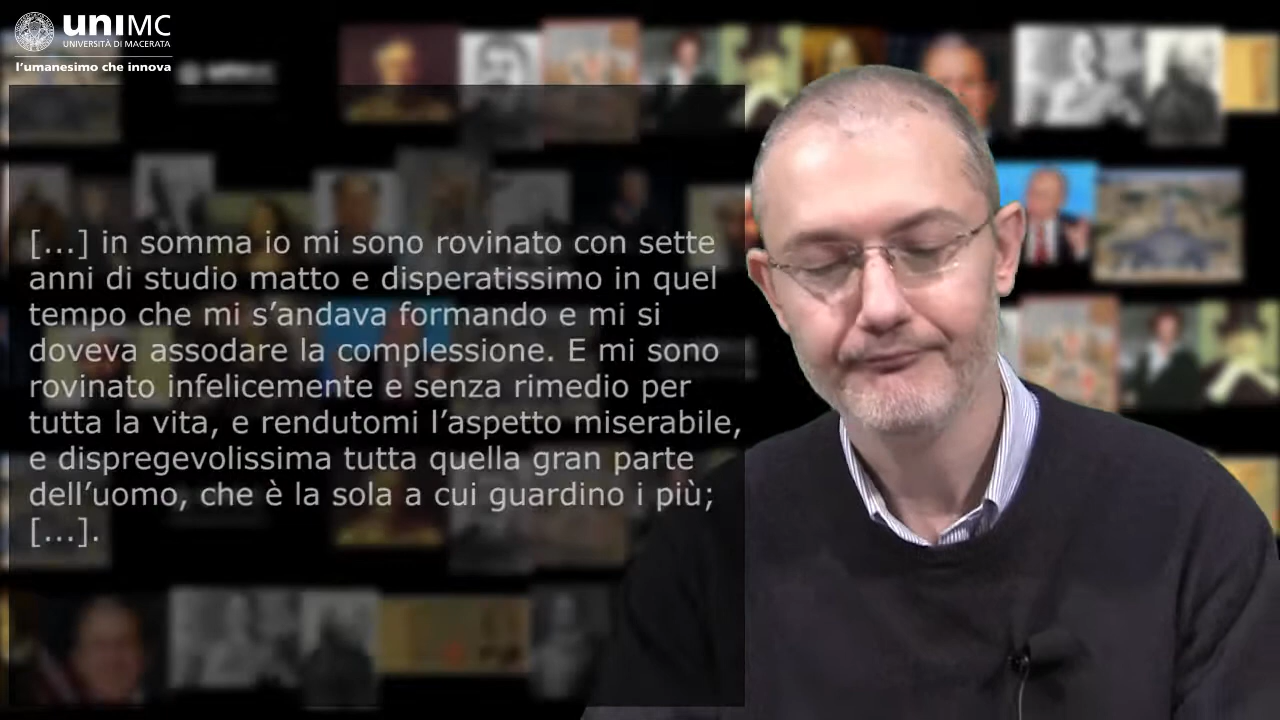 uniMC
UNIVERSITÀ DI MACERATA
l'umanesimo che innova
[...] in somma io mi sono rovinato con sette
anni di studio matto e disperatissimo in quel
tempo che mi s’andava formando e mi si
doveva assodare la complessione. E mi sono
rovinato infelicemente e senza rimedio per
tutta la vita, e rendutomi l’aspetto miserabile,
e dispregevolissima tutta quella gran parte
dell’uomo, che è la sola a cui guardino i più;
[...].